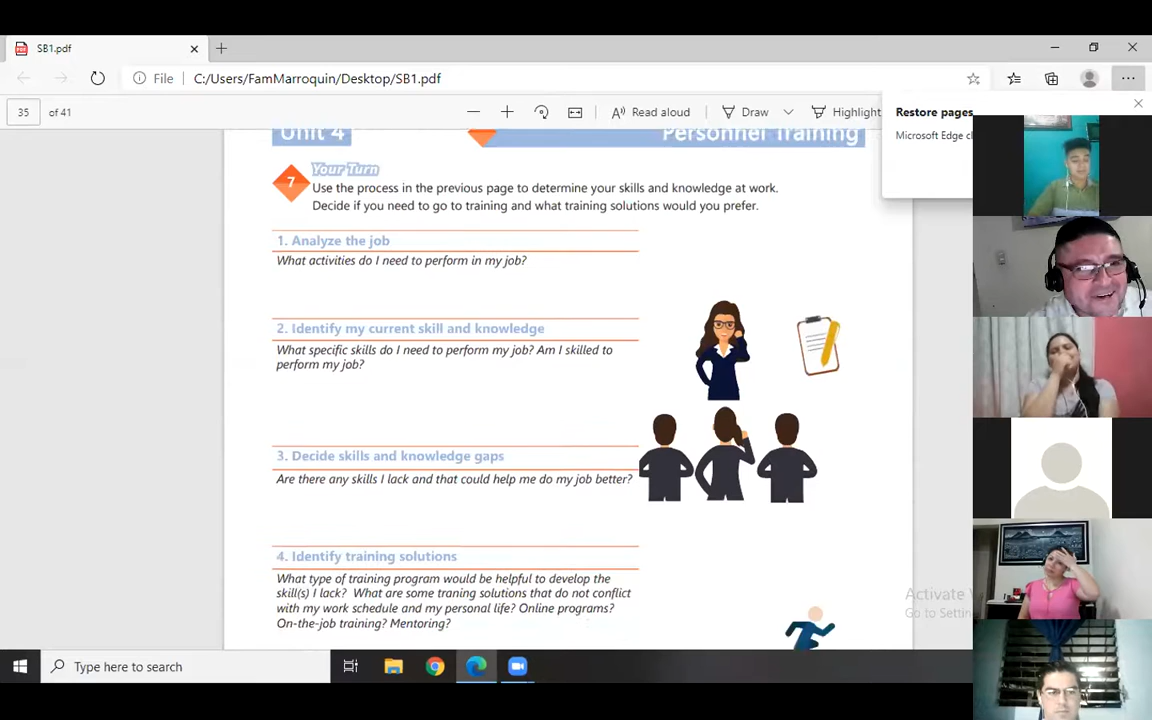 SB1.pdf
File
C:/Users/FamMarroquin/Desktop/SB1.pdf
35 of 41
Read aloud
Draw
Highlight
Restore pages
Microsoft Edge cl
Unit 4
Personnel Training
7
Your Turn
Use the process in the previous page to determine your skills and knowledge at work.
Decide if you need to go to training and what training solutions would you prefer.
1. Analyze the job
What activities do I need to perform in my job?
2. Identify my current skill and knowledge
What specific skills do I need to perform my job? Am I skilled to
perform my job?
3. Decide skills and knowledge gaps
Are there any skills I lack and that could help me do my job better?
4. Identify training solutions
What type of training program would be helpful to develop the
skill(s) I lack? What are some traning solutions that do not conflict
with my work schedule and my personal life? Online programs?
On-the-job training? Mentoring?
Activate
Go to Settin
Type here to search